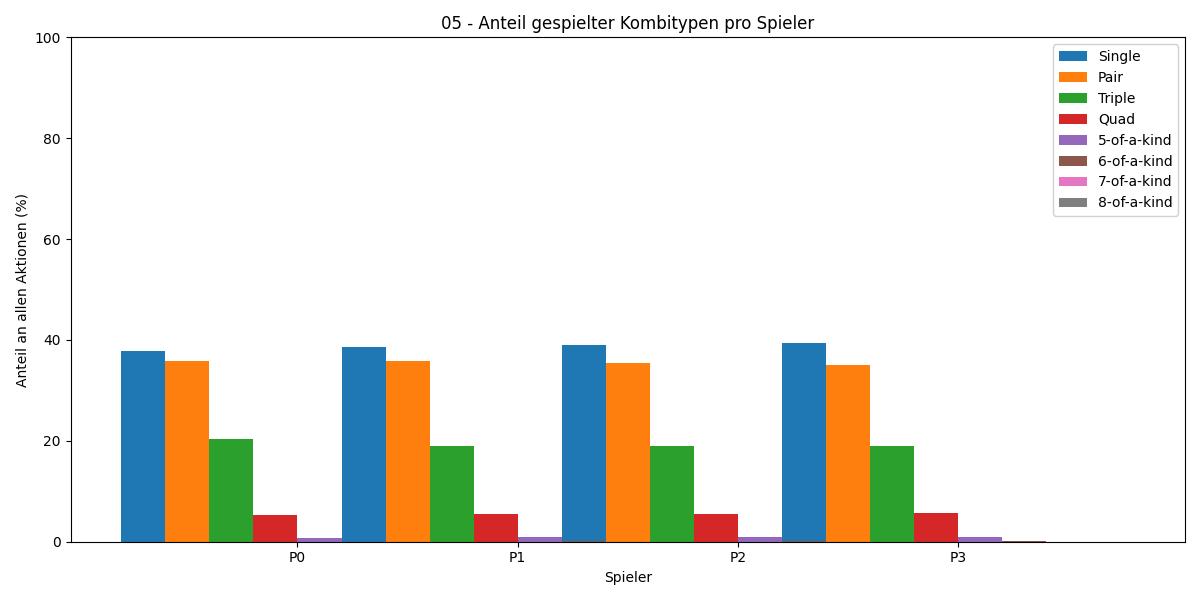 05 - Anteil gespielter Kombitypen pro Spieler
100
80
60
40
20
0
Anteil an allen Aktionen (%)
Single
Pair
Triple
Quad
5-of-a-kind
6-of-a-kind
7-of-a-kind
8-of-a-kind
P0
P1
P2
P3
Spieler